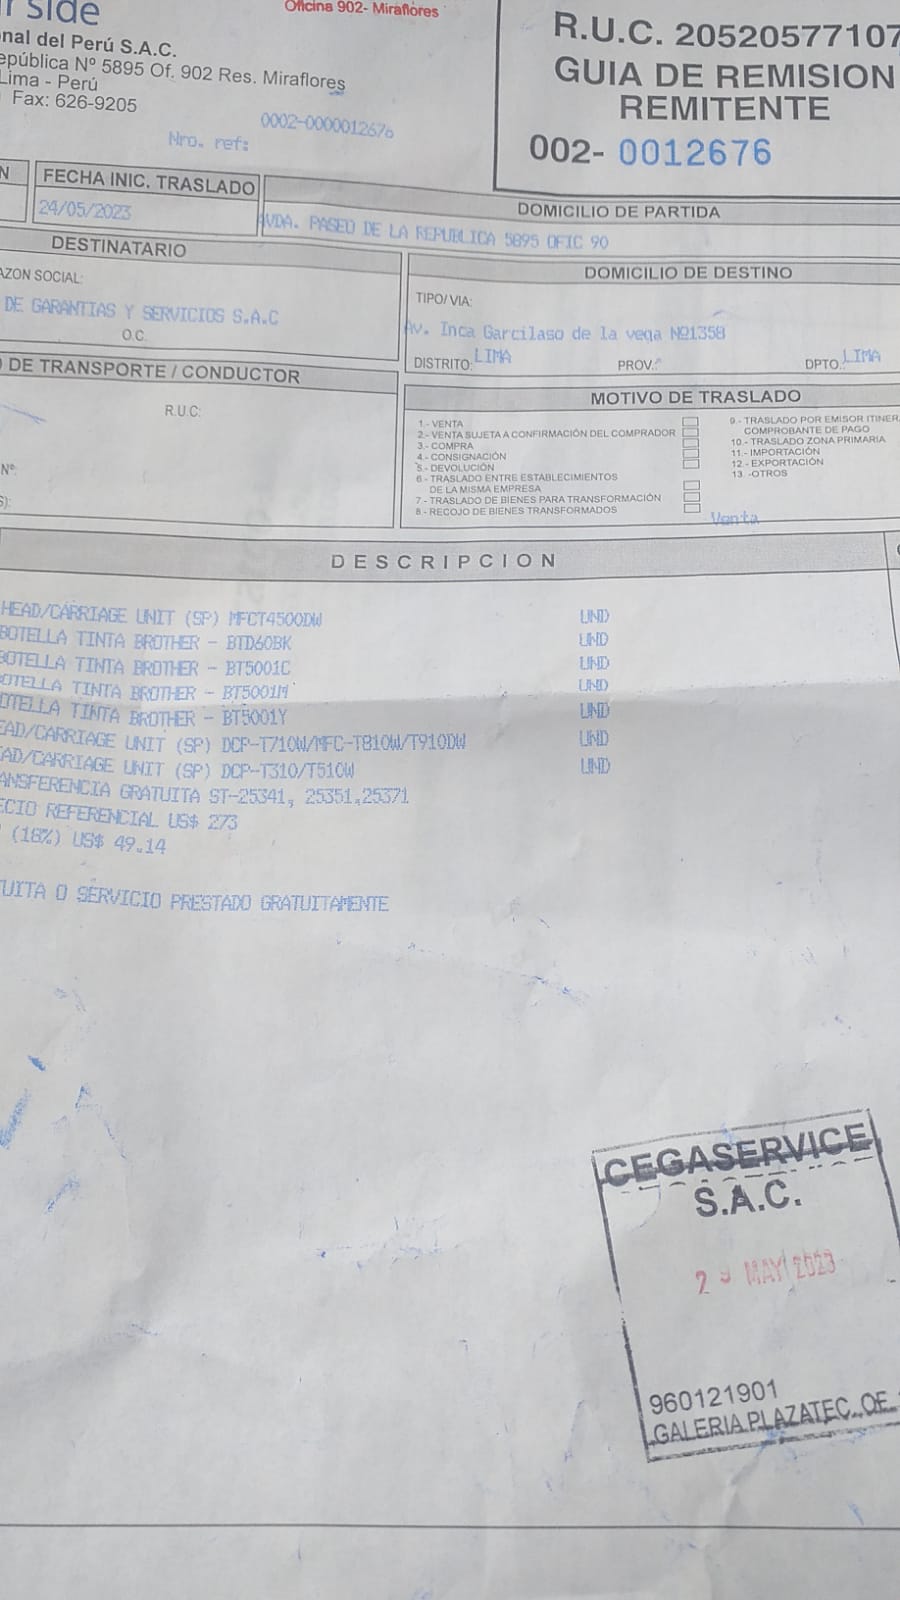 r side
Oficina 902- Miraflores
nal del Perú S.A.C.
epública Nº 5895 Of. 902 Res. Miraflores
Lima - Perú
Fax: 626-9205
0002-0000012676
Nro. ref:
R.U.C. 20520577107
GUIA DE REMISION
REMITENTE
002- 0012676
N
FECHA INIC. TRASLADO
24/05/2023
DOMICILIO DE PARTIDA
AVDA. PASEO DE LA REPUBLICA 5895 OFIC 90
DESTINATARIO
AZON SOCIAL:
DE GARANTIAS Y SERVICIOS S.A.C
O.C.
DOMICILIO DE DESTINO
TIPO/VIA:
Av. Inca Garcilaso de la vega Nº1358
DISTRITO: LIMA PROV.: DPTO.: LIMA
DE TRANSPORTE / CONDUCTOR
R.U.C:
Nº:
S):
MOTIVO DE TRASLADO
1.- VENTA
2.- VENTA SUJETA A CONFIRMACIÓN DEL COMPRADOR
3.- COMPRA
4.- CONSIGNACIÓN
5.- DEVOLUCIÓN
6.- TRASLADO ENTRE ESTABLECIMIENTOS
DE LA MISMA EMPRESA
7.- TRASLADO DE BIENES PARA TRANSFORMACIÓN
8.- RECOJO DE BIENES TRANSFORMADOS
9.- TRASLADO POR EMISOR ITINERA
COMPROBANTE DE PAGO
10.- TRASLADO ZONA PRIMARIA
11.- IMPORTACIÓN
12.- EXPORTACIÓN
13.-OTROS
Venta
DESCRIPCION
HEAD/CARRIAGE UNIT (SP) MFCT4500DW UND
BOTELLA TINTA BROTHER - BTD60BK UND
BOTELLA TINTA BROTHER - BT5001C UND
OTELLA TINTA BROTHER - BT5001M UND
OTELLA TINTA BROTHER - BT5001Y UND
EAD/CARRIAGE UNIT (SP) DCP-T710W/MFC-T810W/T910DW UND
AD/CARRIAGE UNIT (SP) DCP-T310/T510W UND
ANSFERENCIA GRATUITA ST-25341, 25351,25371
ECIO REFERENCIAL US$ 273
(18%) US$ 49.14
UITA O SERVICIO PRESTADO GRATUITAMENTE
CEGASERVICE
S.A.C.
MAY 2023
960121901
GALERIA PLAZATEC. OF.